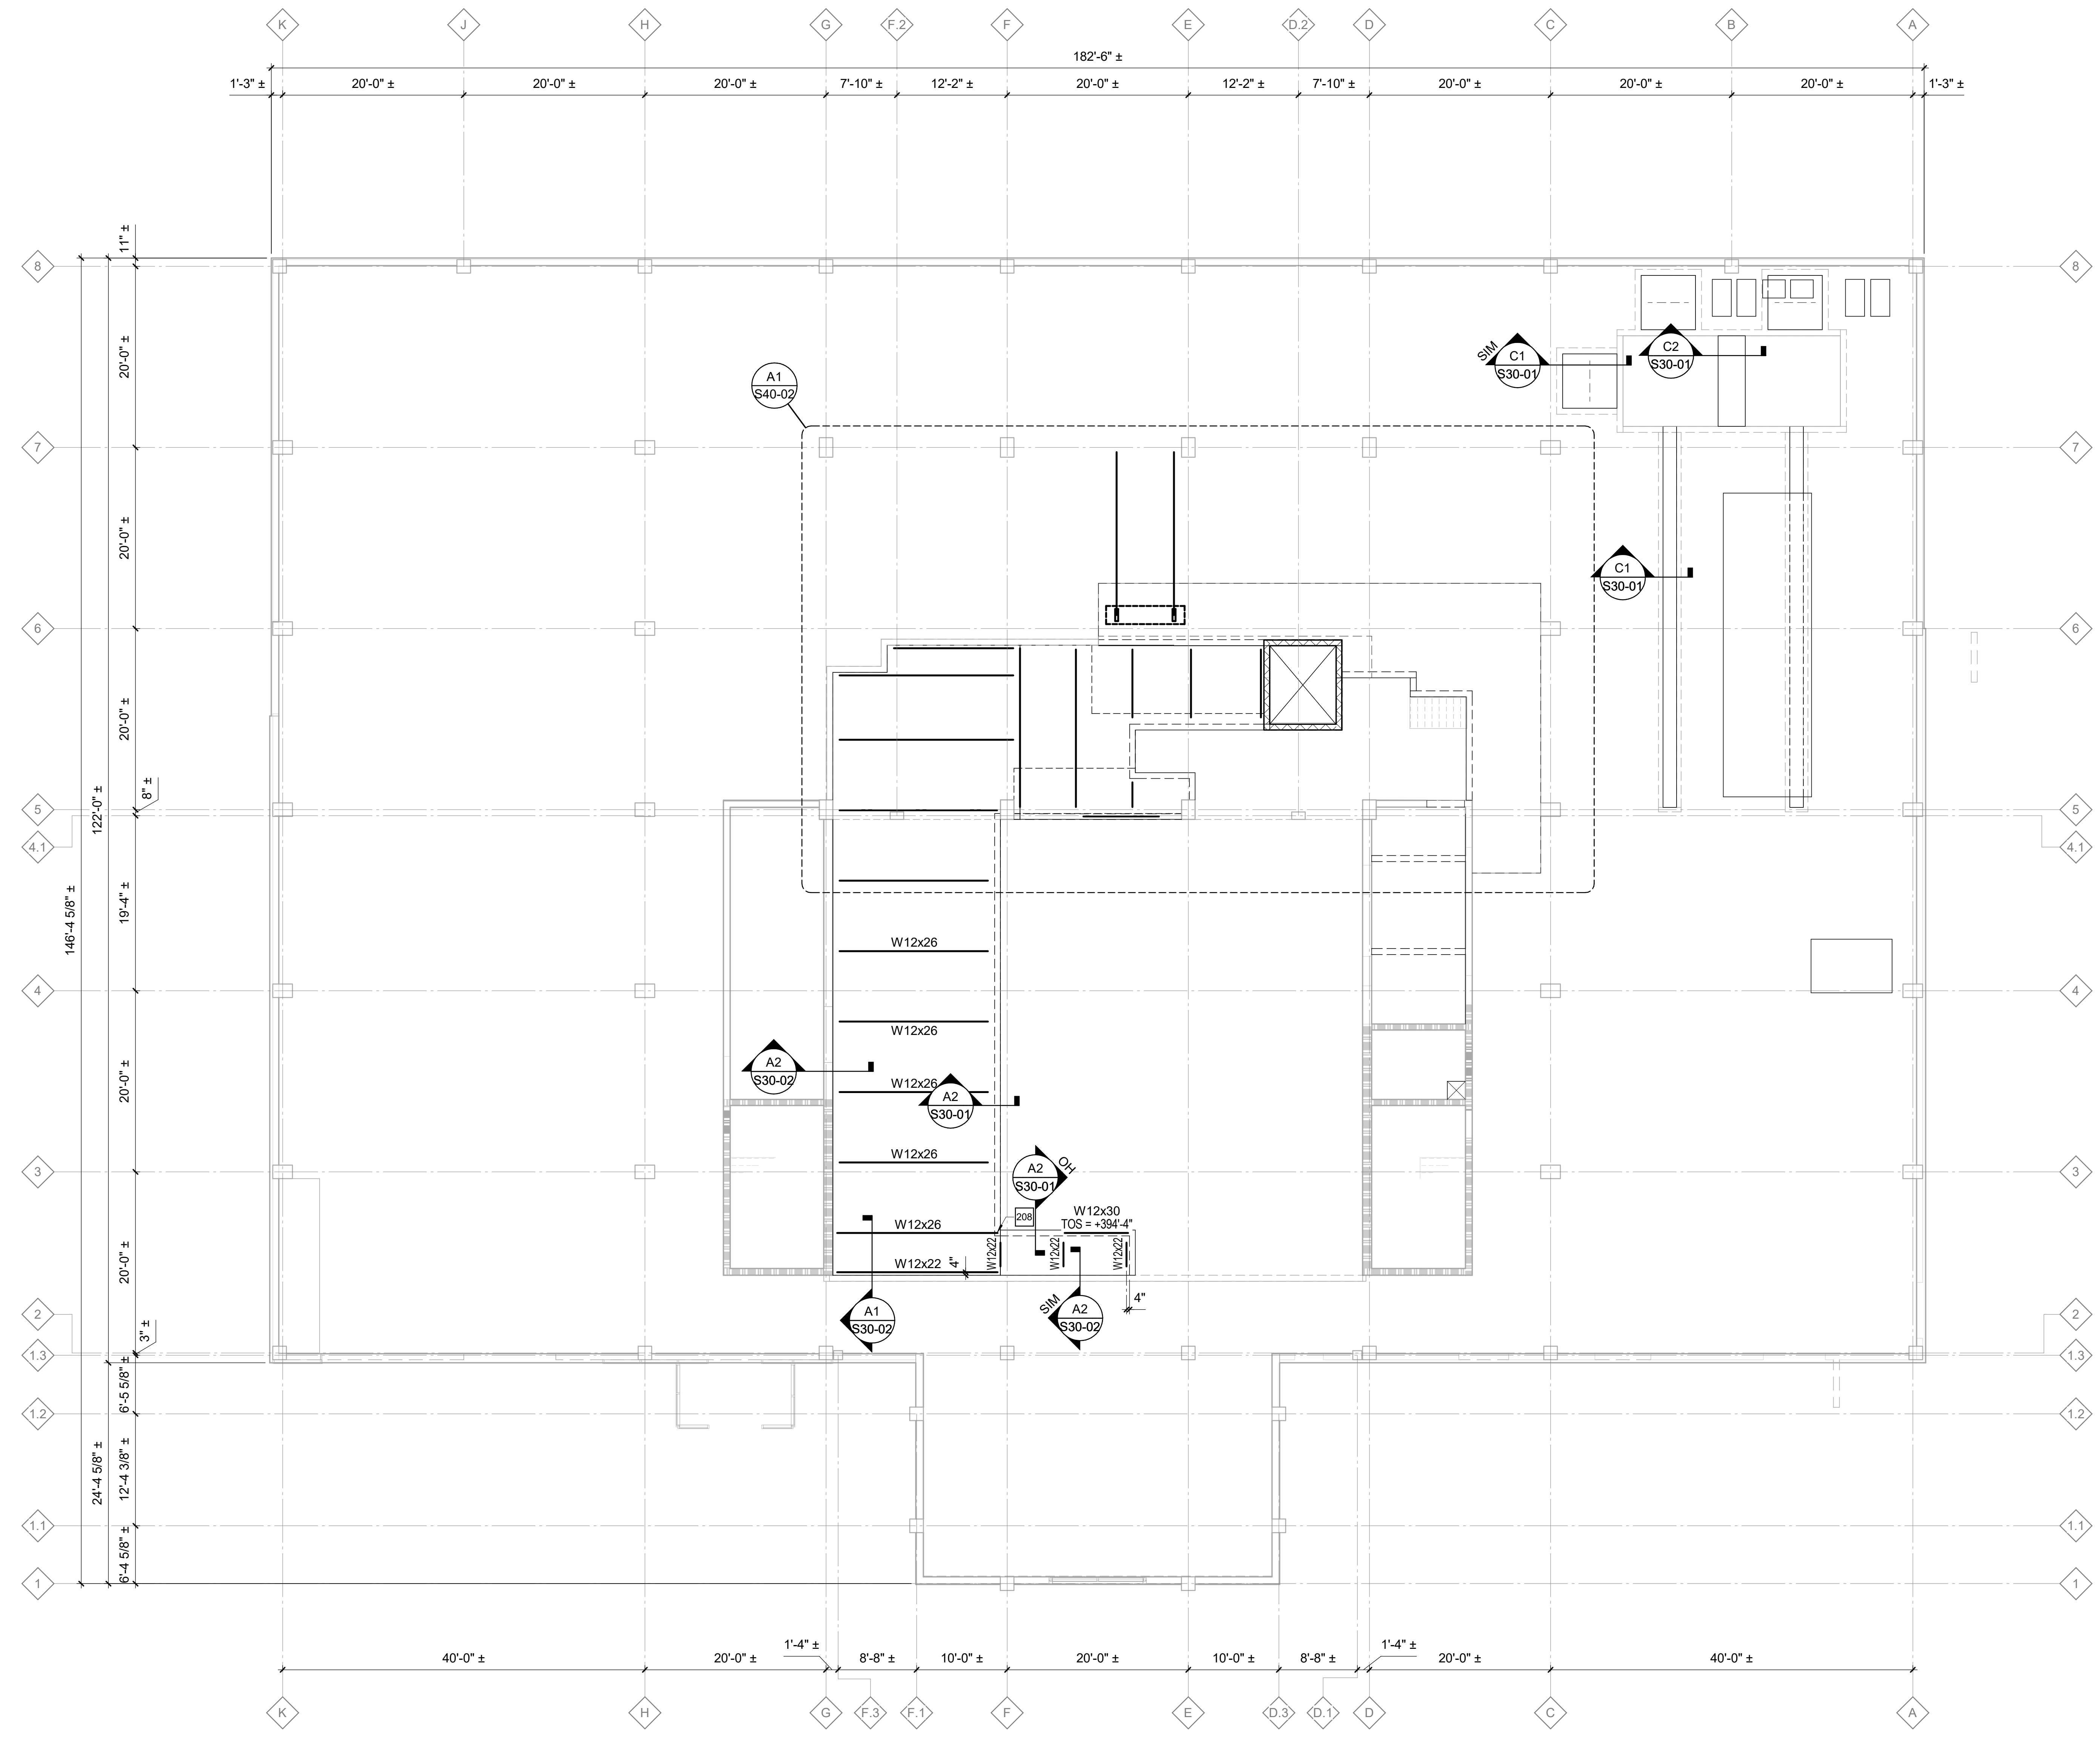 K
J
H
G
F.2
F
E
D.2
D
C
B
A
182'-6" ±
1'-3" ±
20'-0" ±
20'-0" ±
20'-0" ±
7'-10" ±
12'-2" ±
20'-0" ±
12'-2" ±
7'-10" ±
20'-0" ±
20'-0" ±
20'-0" ±
1'-3" ±
11" ±
8
8
20'-0" ±
SIM
C1
S30-01
C2
S30-01
A1
S40-02
7
7
20'-0" ±
C1
S30-01
6
6
20'-0" ±
8" ±
122'-0" ±
5
5
4.1
4.1
146'-4 5/8" ±
19'-4" ±
W12x26
4
4
W12x26
20'-0" ±
A2
S30-02
W12x26
A2
S30-01
W12x26
3
3
A2
S30-01
OH
208
W12x30
TOS = +394'-4"
W12x26
20'-0" ±
W12x22
W12x22
W12x22
W12x22
4"
4"
A1
S30-02
SIM
A2
S30-02
2
2
3" ±
1.3
1.3
6'-5 5/8" ±
1.2
1.2
24'-4 5/8" ±
12'-4 3/8" ±
1.1
1.1
6'-4 5/8" ±
1
1
40'-0" ±
20'-0" ±
1'-4" ±
8'-8" ±
10'-0" ±
20'-0" ±
10'-0" ±
8'-8" ±
1'-4" ±
20'-0" ±
40'-0" ±
K
H
G
F.3
F.1
F
E
D.3
D.1
D
C
A